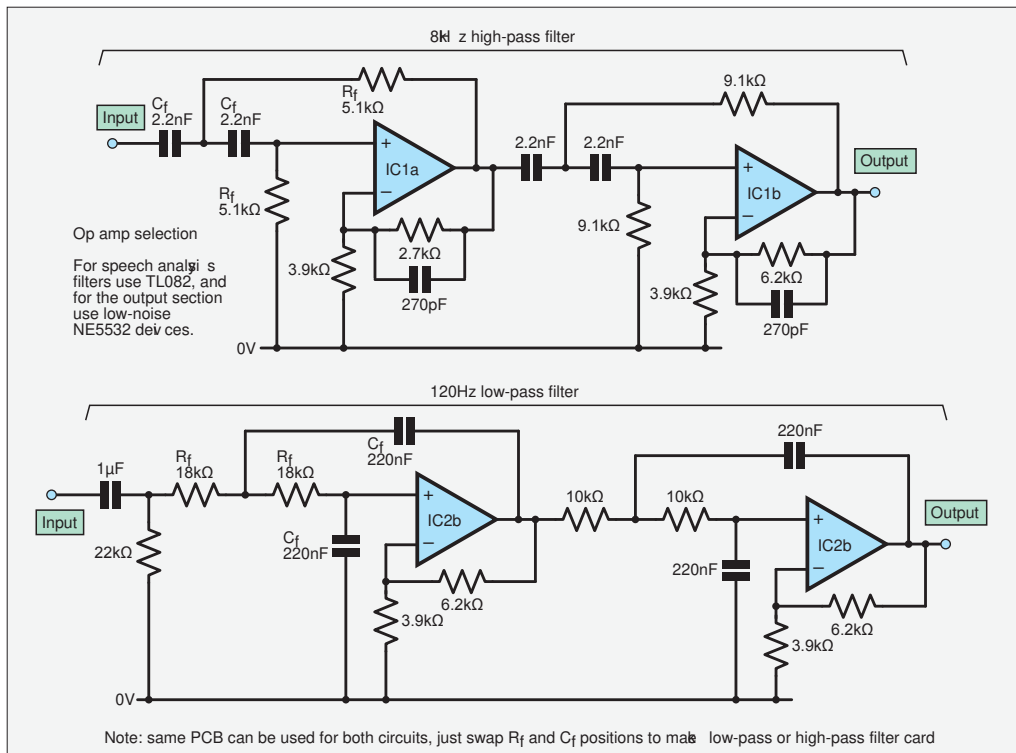 8kHz high-pass filter
Input
Cf
2.2nF
Cf
2.2nF
Rf
5.1kΩ
9.1kΩ
2.2nF
2.2nF
Output
+
IC1a
–
+
IC1b
–
Rf
5.1kΩ
9.1kΩ
2.7kΩ
6.2kΩ
3.9kΩ
3.9kΩ
270pF
270pF
Op amp selection
For speech analysis
filters use TL082, and
for the output section
use low-noise
NE5532 devices.
0V
120Hz low-pass filter
Input
1µF
Rf
18kΩ
Rf
18kΩ
Cf
220nF
220nF
10kΩ
10kΩ
Output
+
IC2b
–
+
IC2b
–
22kΩ
Cf
220nF
220nF
6.2kΩ
6.2kΩ
3.9kΩ
3.9kΩ
0V
Note: same PCB can be used for both circuits, just swap Rf and Cf positions to make low-pass or high-pass filter card